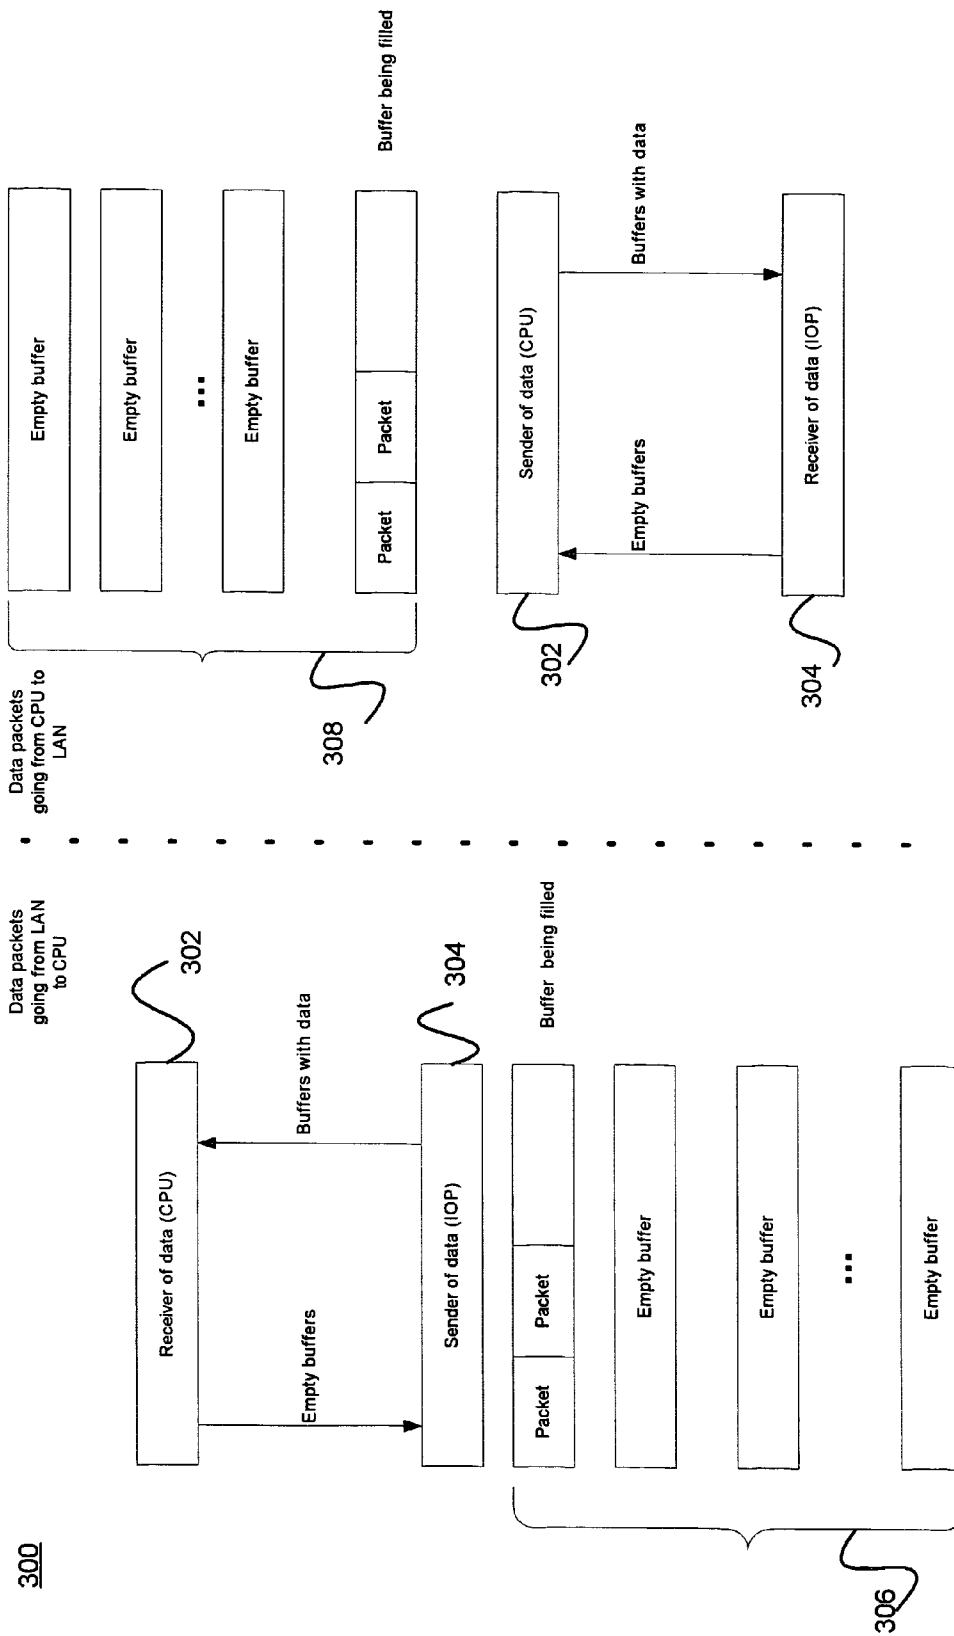 300
Data packets
going from LAN
to CPU
Receiver of data (CPU)
302
Empty buffers
Buffers with data
Sender of data (IOP)
304
Packet
Packet
Buffer being filled
Empty buffer
Empty buffer
...
Empty buffer
306
Data packets
going from CPU to
LAN
Empty buffer
Empty buffer
...
Empty buffer
Packet
Packet
Buffer being filled
308
Sender of data (CPU)
302
Empty buffers
Buffers with data
Receiver of data (IOP)
304